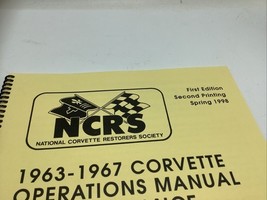 First Edition
Second Printing
Spring 1998
NCRS
NATIONAL CORVETTE RESTORERS SOCIETY
1963-1967 CORVETTE
OPERATIONS MANUAL